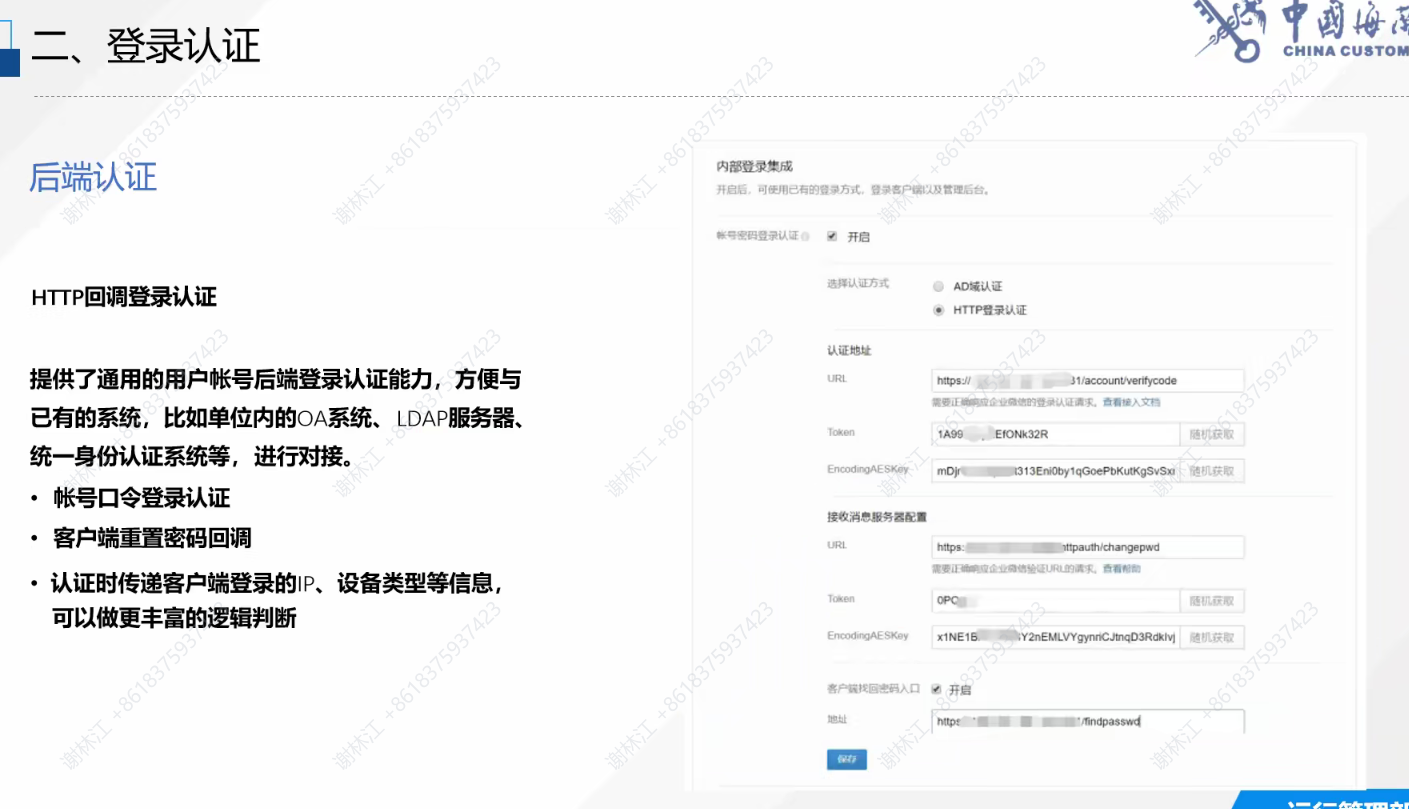 二、登录认证
中國海
CHINA CUSTOM
后端认证
HTTP回调登录认证
提供了通用的用户帐号后端登录认证能力，方便与
已有的系统，比如单位内的OA系统、LDAP服务器、
统一身份认证系统等，进行对接。
• 帐号口令登录认证
• 客户端重置密码回调
• 认证时传递客户端登录的IP、设备类型等信息，
可以做更丰富的逻辑判断
内部登录集成
开启后，可使用已有的登录方式，登录客户端以及管理后台。
帐号密码登录认证 开启
选择认证方式 AD域认证
HTTP登录认证
认证地址
URL https:// 31/account/verifycode
需要正确响应企业微信的登录认证请求。查看接入文档
Token 1A99 EfONk32R 随机获取
EncodingAESKey mDjr t313Eni0by1qGoePbKutKgSvSxi 随机获取
接收消息服务器配置
URL https: httpauth/changepwd
需要正确响应企业微信验证URL的请求。查看帮助
Token 0PC 随机获取
EncodingAESKey x1NE1B Y2nEMLVYgynriCJtnqD3Rdklvj 随机获取
客户端找回密码入口 开启
地址 https /findpasswd
保存
运行管理部
谢林江 +8618375937423